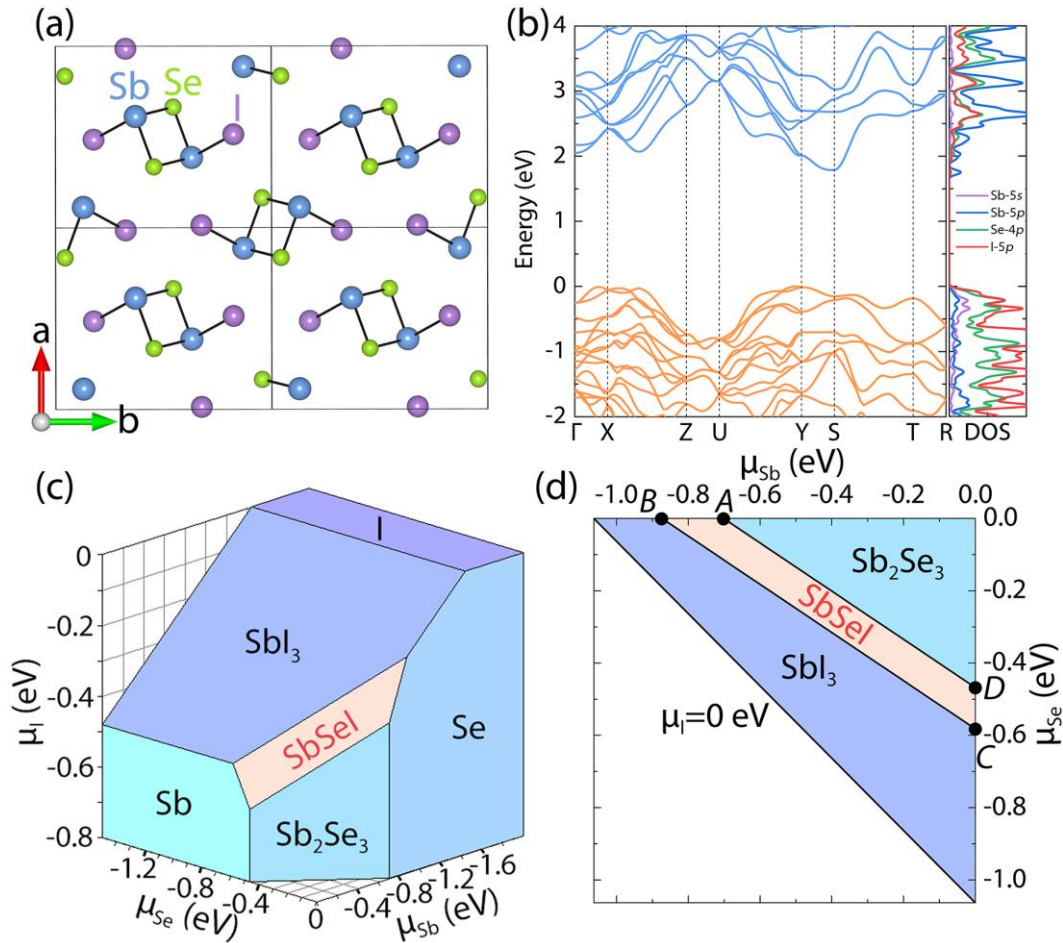 (a)
Sb
Se
I
a
b
(b)
Energy (eV)
4
3
2
1
0
-1
-2
Γ X Z U Y S T R DOS
Sb-5s
Sb-5p
Se-4p
I-5p
(c)
μI (eV)
0
-0.2
-0.4
-0.6
-0.8
I
SbI3
SbSeI
Se
Sb
Sb2Se3
-1.2
-0.8
-0.4
0
-0.4
-0.8
-1.2
-1.6
μSe (eV)
μSb (eV)
(d)
μSb (eV)
-1.0 -0.8 -0.6 -0.4 -0.2 0.0
B
A
Sb2Se3
SbSeI
SbI3
μI=0 eV
D
C
0.0
-0.2
-0.4
-0.6
-0.8
-1.0
μSe (eV)